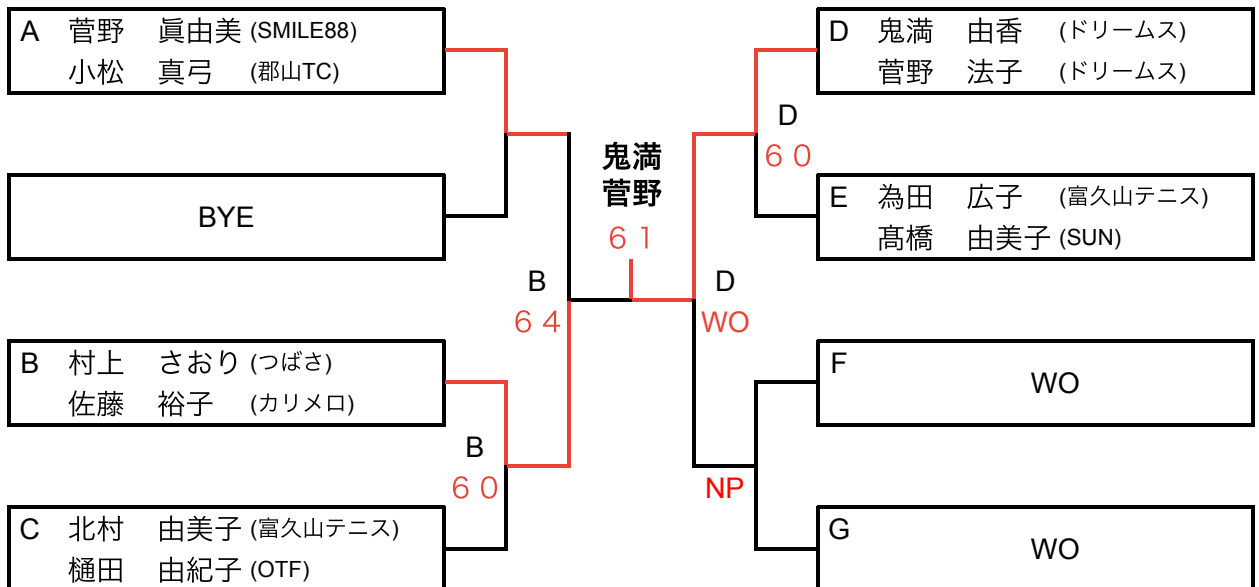 A 菅野 眞由美 (SMILE88)
小松 真弓 (郡山TC)
BYE
B 村上 さおり (つばさ)
佐藤 裕子 (カリメロ)
C 北村 由美子 (富久山テニス)
樋田 由紀子 (OTF)
B
６０
B
６４
鬼満
菅野
６１
D
WO
NP
D
６０
D 鬼満 由香 (ドリームス)
菅野 法子 (ドリームス)
E 為田 広子 (富久山テニス)
髙橋 由美子 (SUN)
F WO
G WO